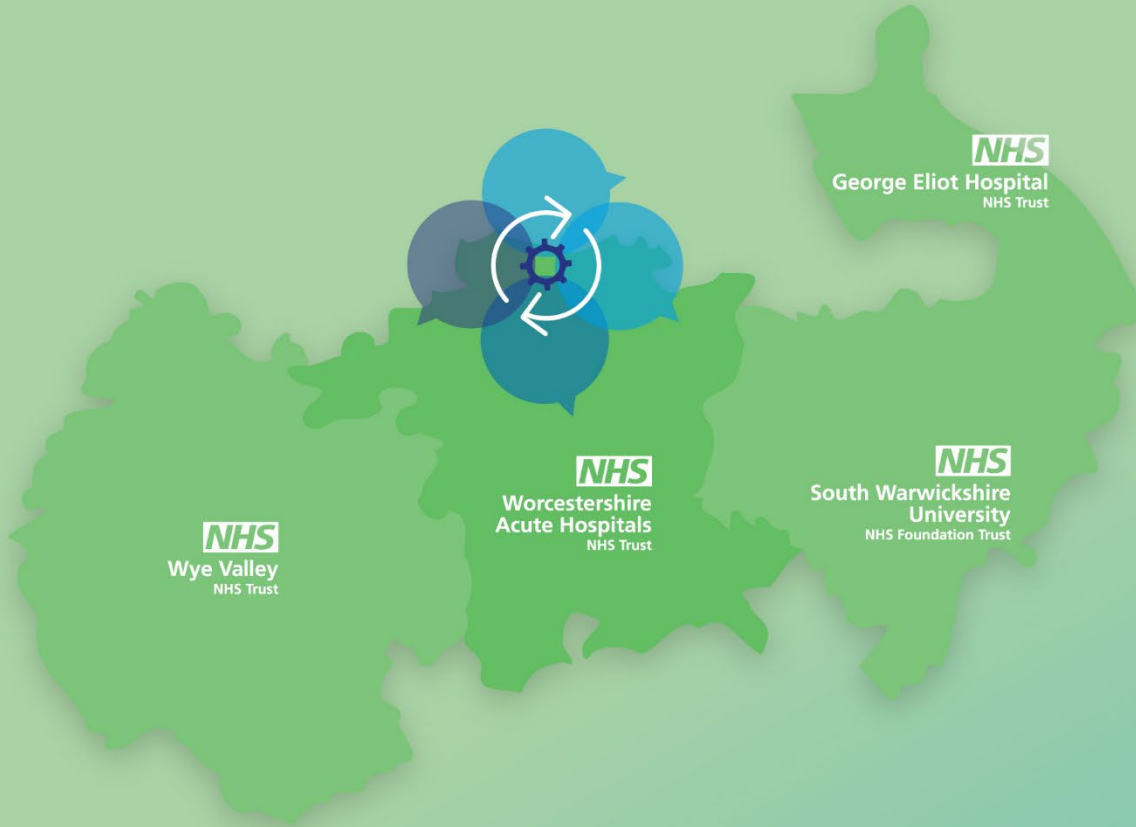 NHS
George Eliot Hospital
NHS Trust
NHS
Worcestershire
Acute Hospitals
NHS Trust
NHS
South Warwickshire
University
NHS Foundation Trust
NHS
Wye Valley
NHS Trust